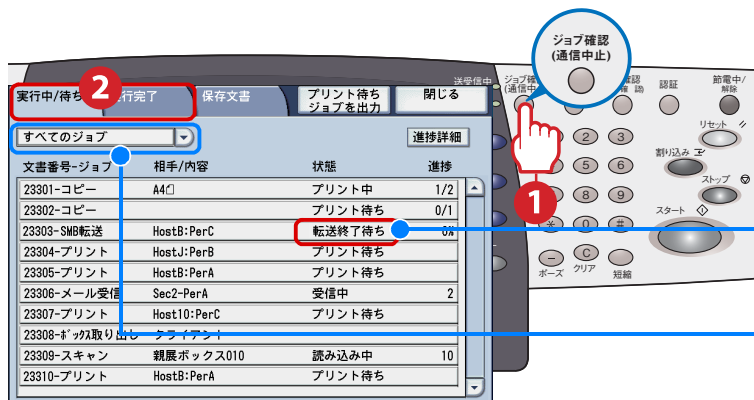 ジョブ確認
(通信中止)
送受信中
ジョブ確
(通信中
認
確 認)
認証
節電中/
解除
実行中/待ち
2
行完了
保存文書
プリント待ち
ジョブを出力
閉じる
リセット
すべてのジョブ
進捗詳細
2
3
割り込み
5
6
ストップ
8
9
1
スタート
#
文書番号-ジョブ
相手/内容
状態
進捗
23301-コピー A4 プリント中 1/2
23302-コピー プリント待ち 0/1
23303-SMB転送 HostB:PerC 転送終了待ち 0%
23304-プリント HostJ:PerB プリント待ち
23305-プリント HostB:PerA プリント待ち
23306-メール受信 Sec2-PerA 受信中 2
23307-プリント Host10:PerC プリント待ち
23308-ボックス取り出し クライアント
23309-スキャン 親展ボックス010 読み込み中 10
23310-プリント HostB:PerA プリント待ち
−
C
ポーズ
クリア
短縮